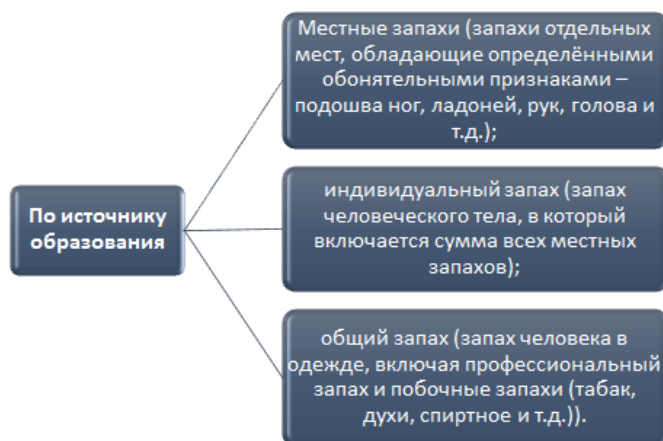 Местные запахи (запахи отдельных
мест, обладающие определёнными
обонятельными признаками –
подошва ног, ладоней, рук, голова и
т.д.);
По источнику
образования
индивидуальный запах (запах
человеческого тела, в который
включается сумма всех местных
запахов);
общий запах (запах человека в
одежде, включая профессиональный
запах и побочные запахи (табак,
духи, спиртное и т.д.)).